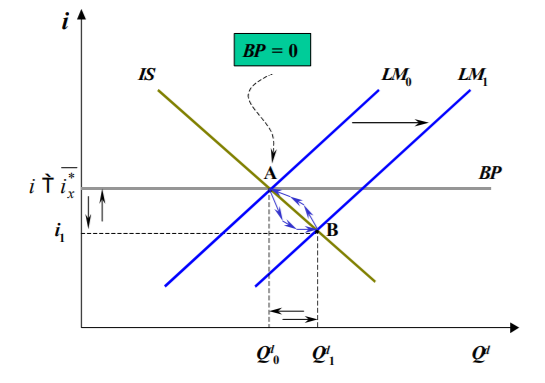 i
BP = 0
IS
LM₀
LM₁
A
BP
i † i*ₓ
i₁
B
Qᵈ₀
Qᵈ₁
Qᵈ